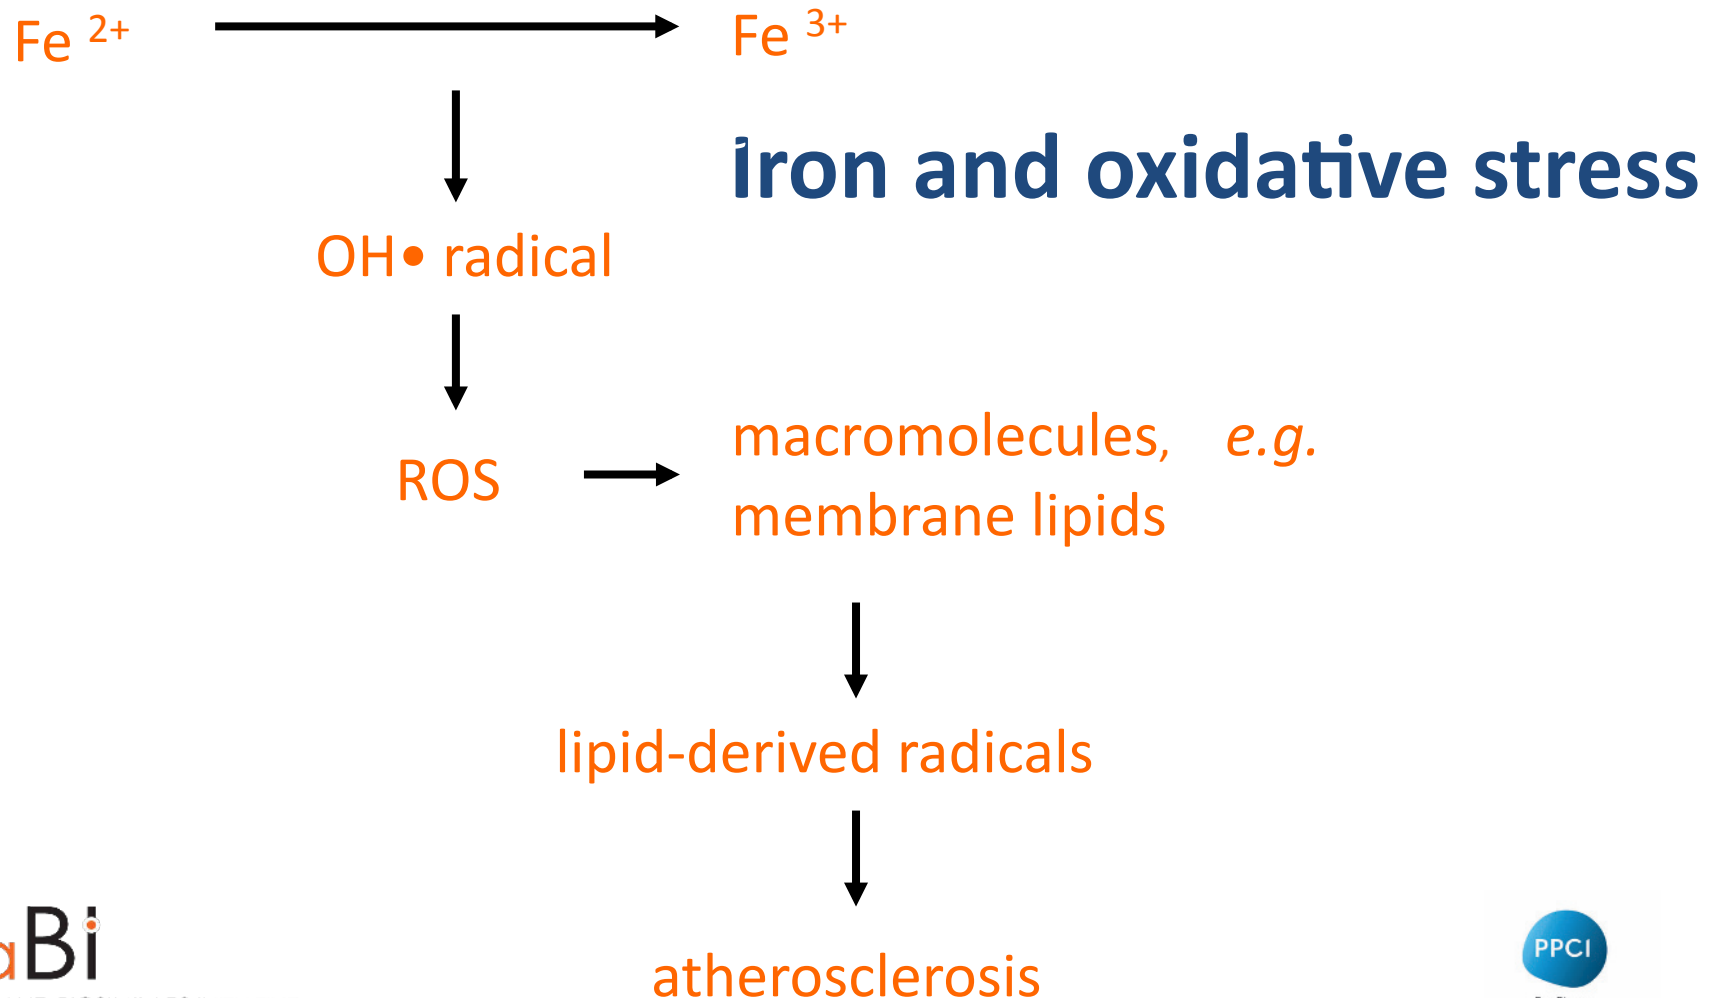 Fe 2+
Fe 3+
Iron and oxidative stress
OH• radical
ROS
macromolecules, e.g.
membrane lipids
lipid-derived radicals
aBi
PPCI
atherosclerosis